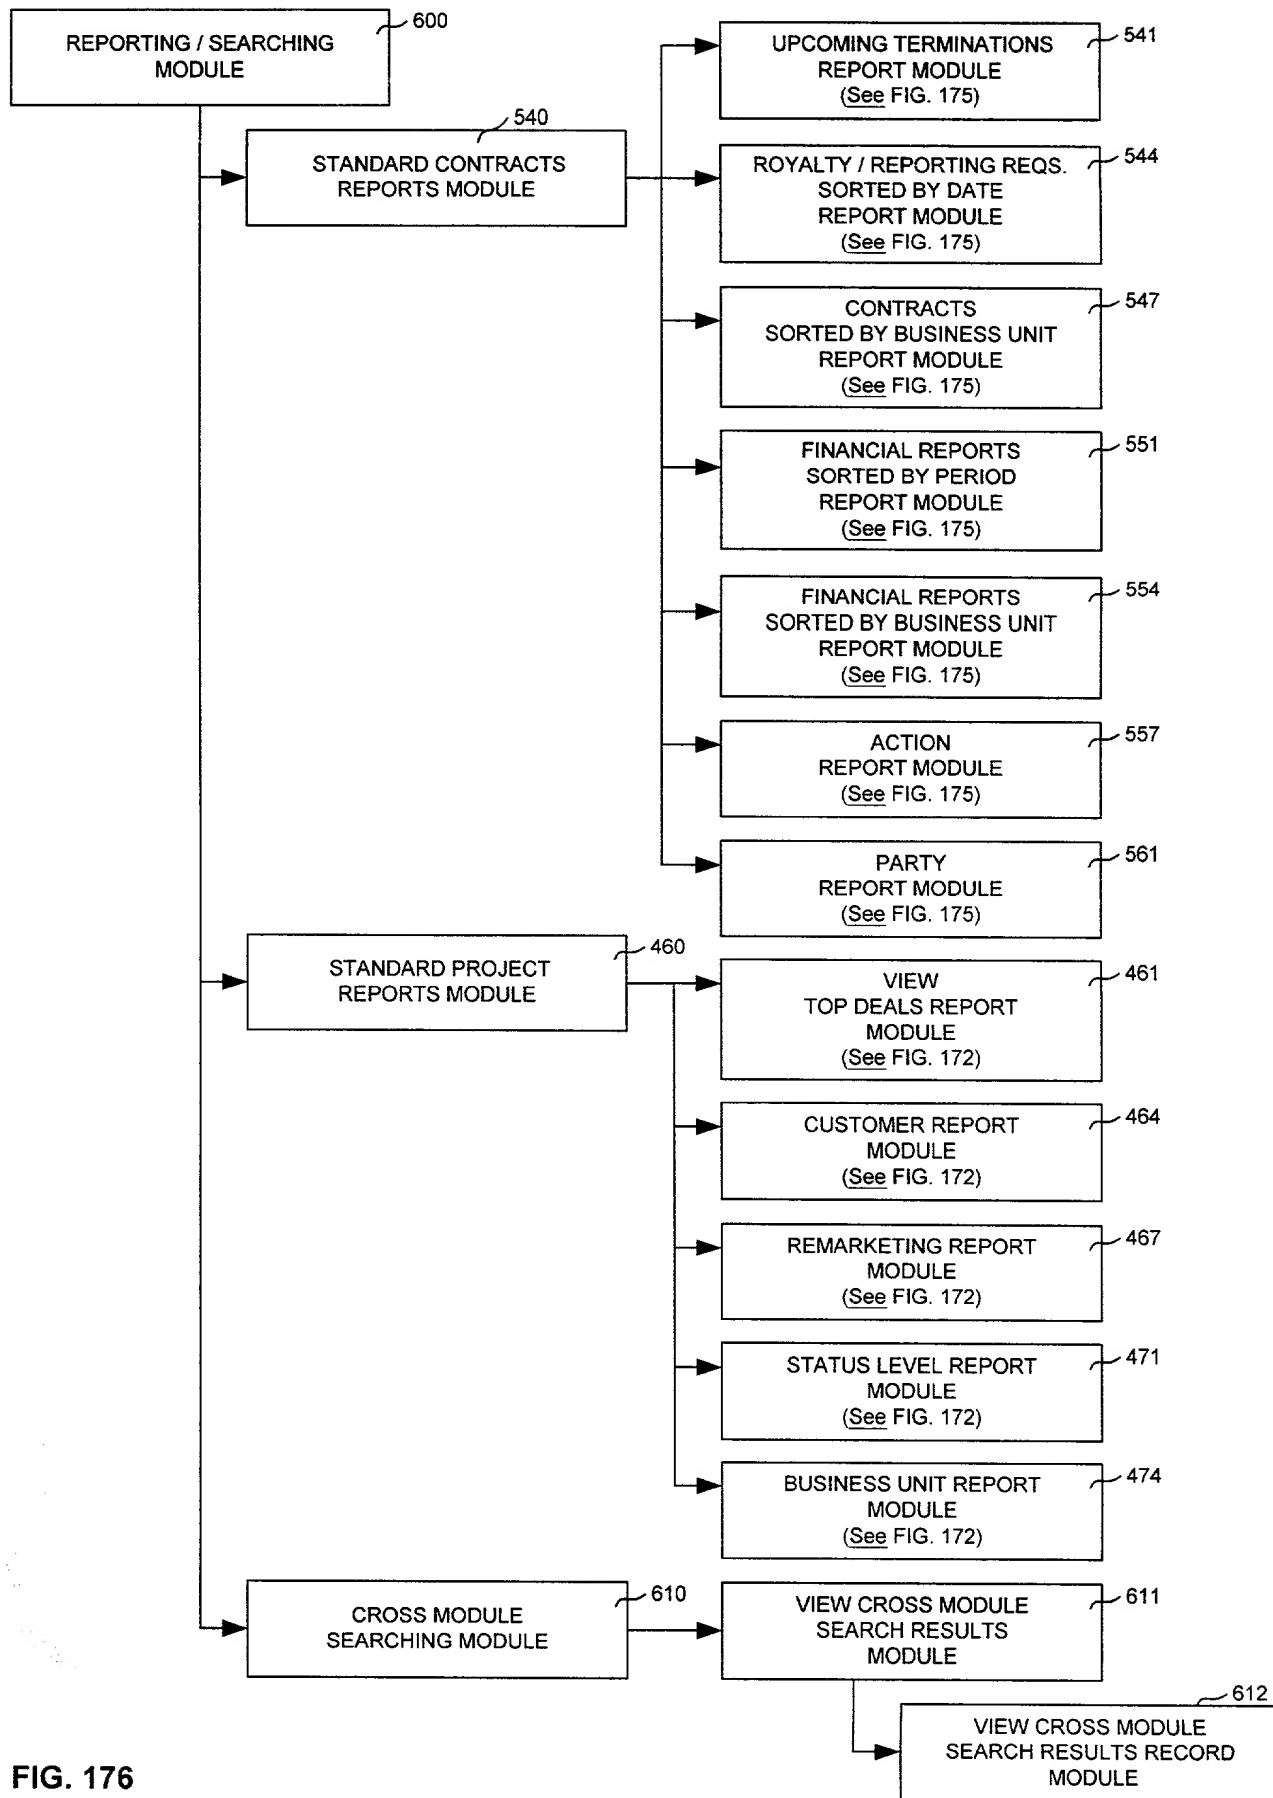 REPORTING / SEARCHING
MODULE
600
STANDARD CONTRACTS
REPORTS MODULE
540
UPCOMING TERMINATIONS
REPORT MODULE
(See FIG. 175)
541
ROYALTY / REPORTING REQS.
SORTED BY DATE
REPORT MODULE
(See FIG. 175)
544
CONTRACTS
SORTED BY BUSINESS UNIT
REPORT MODULE
(See FIG. 175)
547
FINANCIAL REPORTS
SORTED BY PERIOD
REPORT MODULE
(See FIG. 175)
551
FINANCIAL REPORTS
SORTED BY BUSINESS UNIT
REPORT MODULE
(See FIG. 175)
554
ACTION
REPORT MODULE
(See FIG. 175)
557
PARTY
REPORT MODULE
(See FIG. 175)
561
STANDARD PROJECT
REPORTS MODULE
460
VIEW
TOP DEALS REPORT
MODULE
(See FIG. 172)
461
CUSTOMER REPORT
MODULE
(See FIG. 172)
464
REMARKETING REPORT
MODULE
(See FIG. 172)
467
STATUS LEVEL REPORT
MODULE
(See FIG. 172)
471
BUSINESS UNIT REPORT
MODULE
(See FIG. 172)
474
CROSS MODULE
SEARCHING MODULE
610
VIEW CROSS MODULE
SEARCH RESULTS
MODULE
611
VIEW CROSS MODULE
SEARCH RESULTS RECORD
MODULE
612
FIG. 176